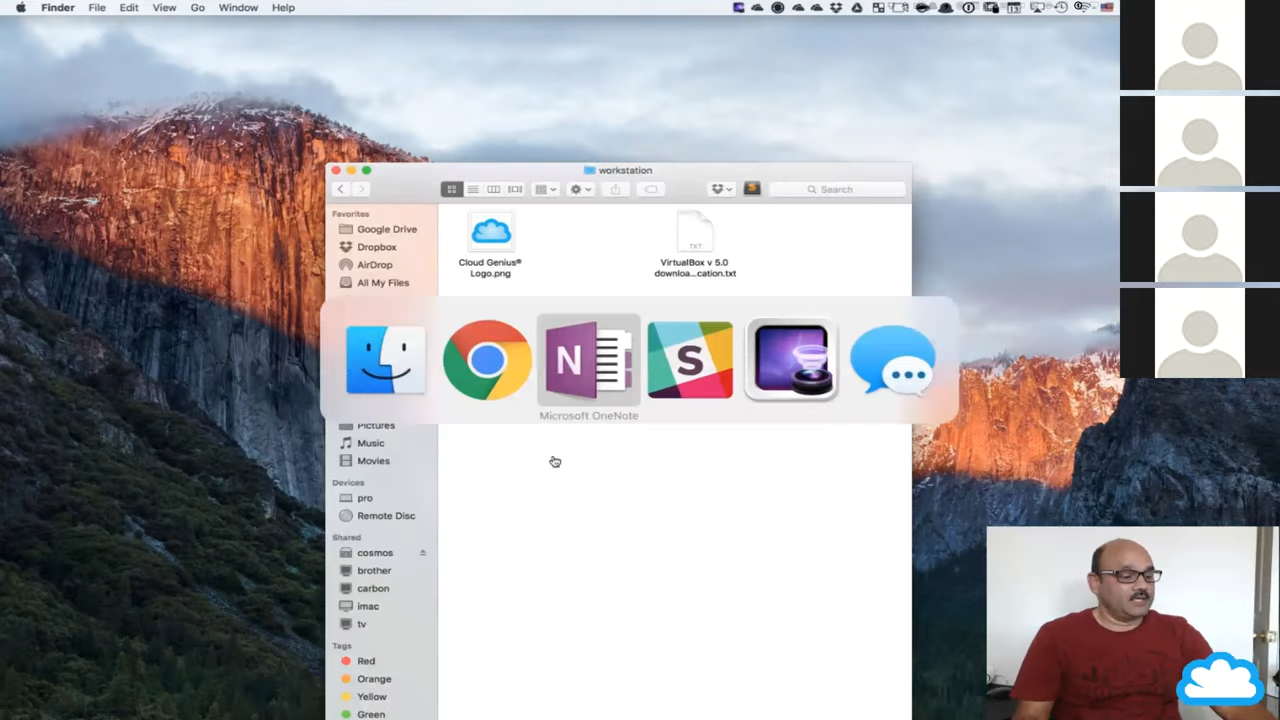 Finder File Edit View Go Window Help
13
workstation
Search
Favorites
Google Drive
Dropbox
AirDrop
All My Files
Cloud Genius®
Logo.png
TXT
VirtualBox v 5.0
downloa...cation.txt
N
S
Microsoft OneNote
Pictures
Music
Movies
Devices
pro
Remote Disc
Shared
cosmos
brother
carbon
imac
tv
Tags
Red
Orange
Yellow
Green